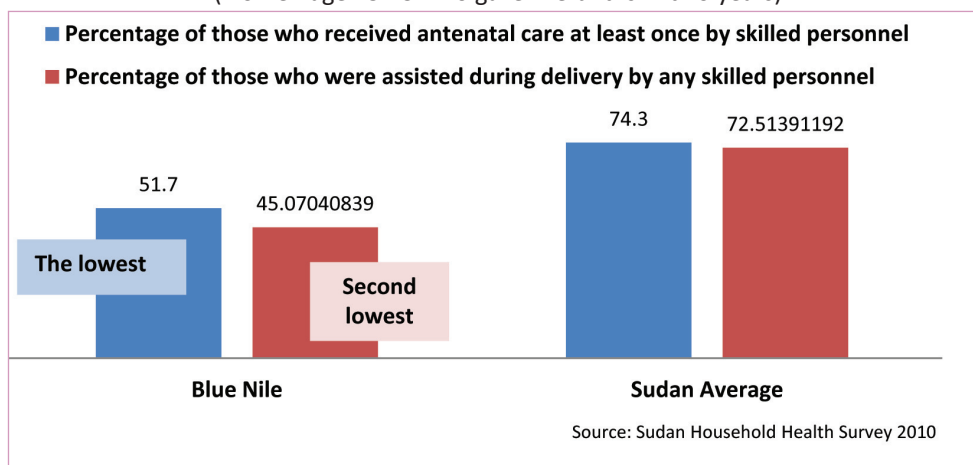 Percentage of those who received antenatal care at least once by skilled personnel
Percentage of those who were assisted during delivery by any skilled personnel
74.3
72.51391192
51.7
45.07040839
The lowest
Second
lowest
Blue Nile
Sudan Average
Source: Sudan Household Health Survey 2010